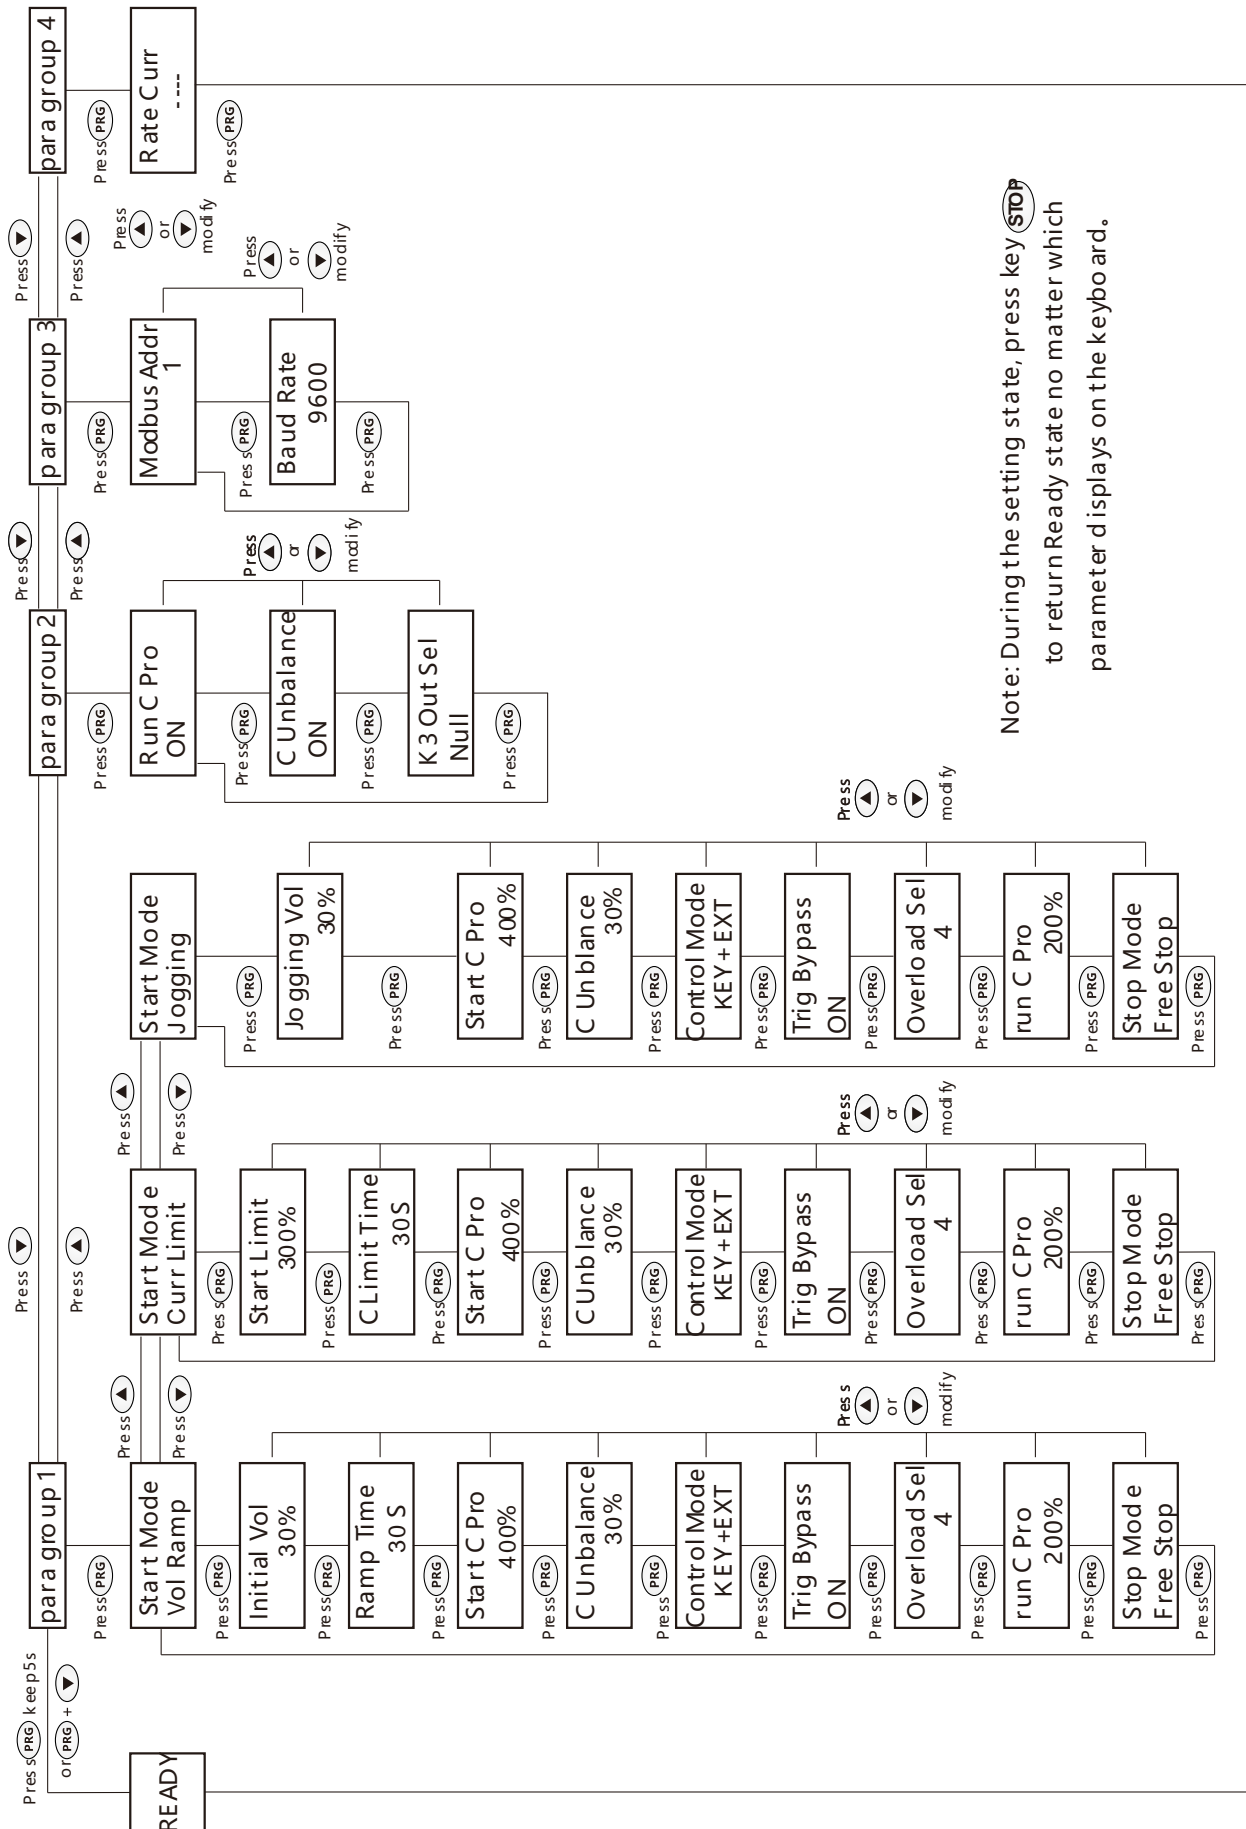 READY
Press PRG keep5s
or PRG + ▼
para group 1
Press ▼
Press ▲
para group 2
Press ▼
Press ▲
para group 3
Press ▼
Press ▲
para group 4
Press PRG
Start Mode
Vol Ramp
Press ▲
Press ▼
Press PRG
Initial Vol
30%
Press PRG
Ramp Time
30 S
Press PRG
Start C Pro
400%
Press PRG
C Unbalance
30%
Press PRG
Control Mode
KEY+EXT
Press PRG
Trig Bypass
ON
Press PRG
Overload Sel
4
Press PRG
run C Pro
200%
Press PRG
Stop Mode
Free Stop
Press PRG
Press
▲
or
▼
modify
Start Mode
Curr Limit
Press ▲
Press ▼
Press PRG
Start Limit
300%
Press PRG
C Limit Time
30S
Press PRG
Start C Pro
400%
Press PRG
C Unblance
30%
Press PRG
Control Mode
KEY+EXT
Press PRG
Trig Bypass
ON
Press PRG
Overload Sel
4
Press PRG
run C Pro
200%
Press PRG
Stop Mode
Free Stop
Press PRG
Press
▲
or
▼
modify
Start Mode
Jogging
Press PRG
Jogging Vol
30%
Press PRG
Start C Pro
400%
Press PRG
C Unblance
30%
Press PRG
Control Mode
KEY+EXT
Press PRG
Trig Bypass
ON
Press PRG
Overload Sel
4
Press PRG
run C Pro
200%
Press PRG
Stop Mode
Free Stop
Press PRG
Press
▲
or
▼
modify
Press PRG
Run C Pro
ON
Press PRG
C Unbalance
ON
Press PRG
K3 Out Sel
Null
Press PRG
Press
▲
or
▼
modify
Press PRG
Modbus Addr
1
Press PRG
Baud Rate
9600
Press PRG
Press
▲
or
▼
modify
Press PRG
Rate Curr
----
Press PRG
Press
▲
or
▼
modify
Note: During the setting state, press key STOP
to return Ready state no matter which
parameter displays on the keyboard。